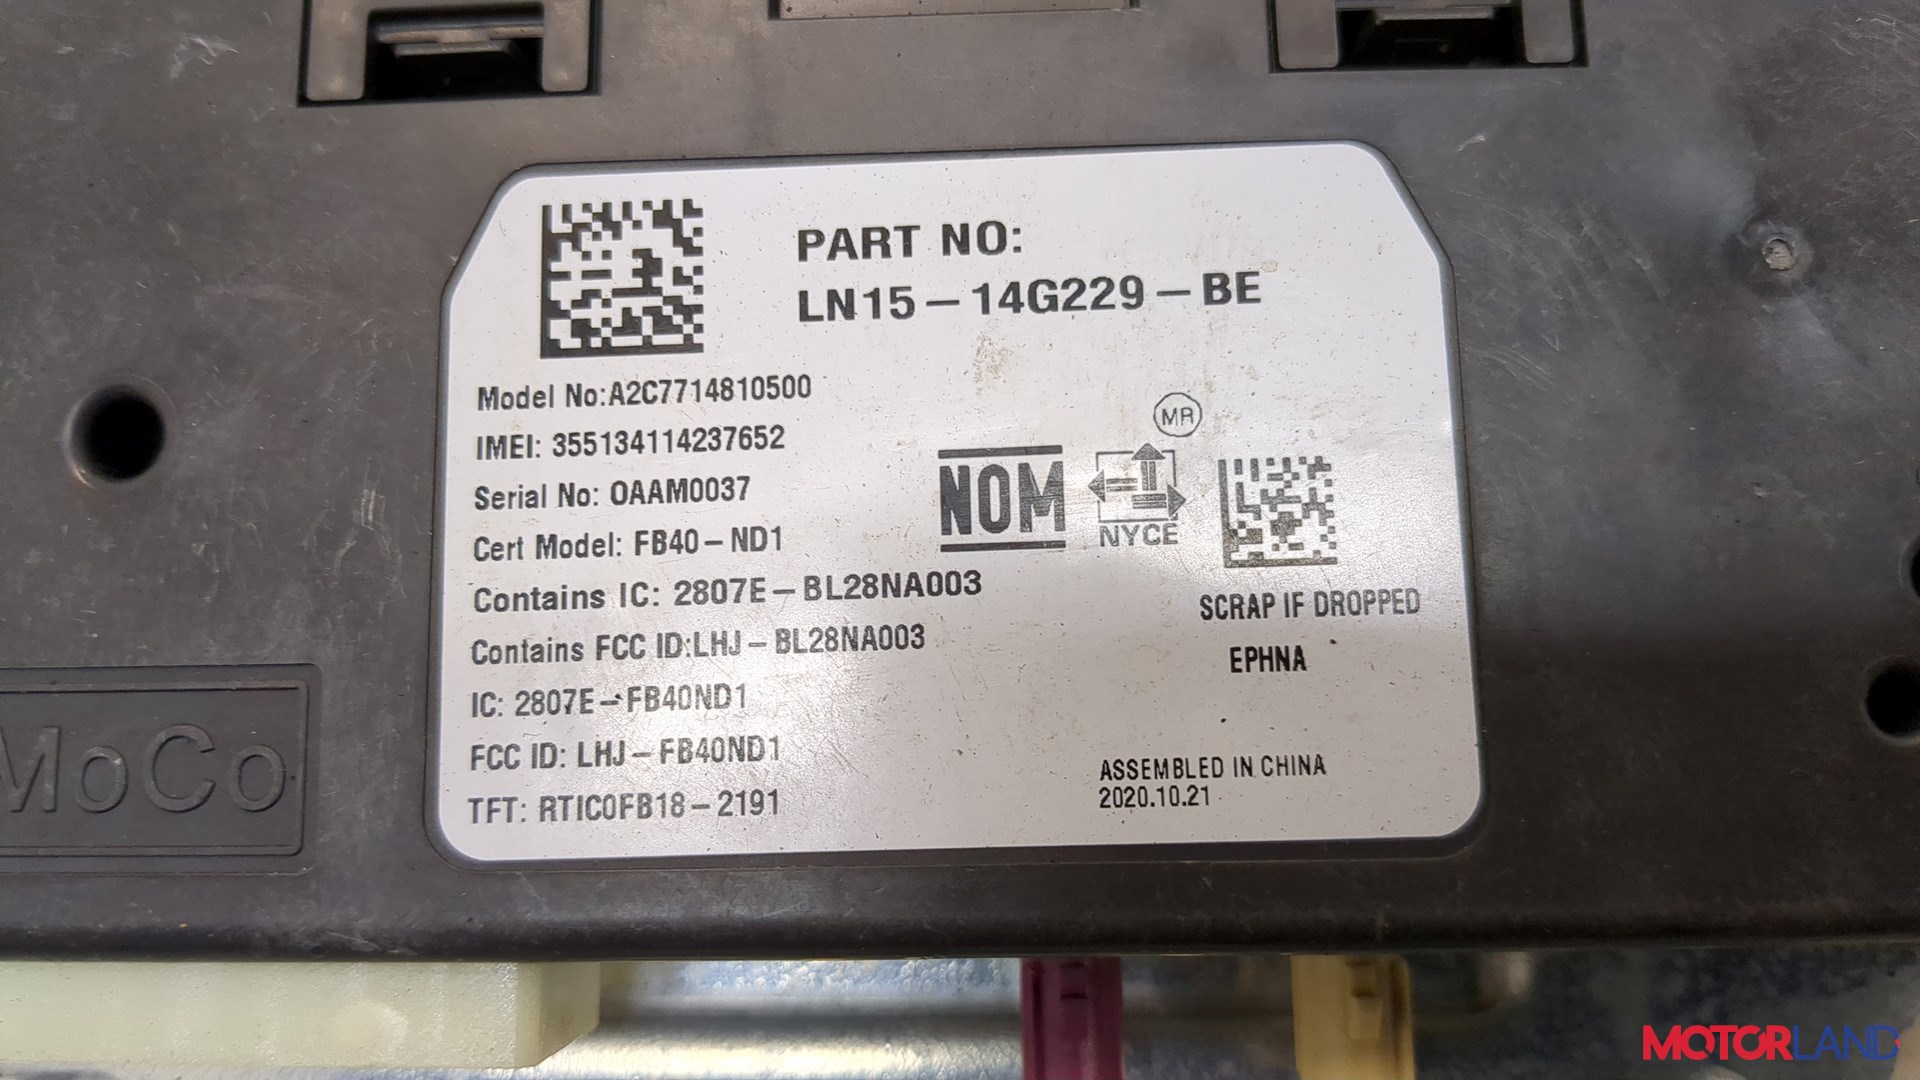 PART NO:
LN15-14G229-BE
Model No:A2C7714810500
IMEI: 355134114237652
Serial No: 0AAM0037
Cert Model: FB40-ND1
Contains IC: 2807E-BL28NA003
Contains FCC ID:LHJ-BL28NA003
IC: 2807E-FB40ND1
FCC ID: LHJ-FB40ND1
TFT: RTIC0FB18-2191
MR
NOM
NYCE
SCRAP IF DROPPED
EPHNA
ASSEMBLED IN CHINA
2020.10.21
MoCo
MOTORLAND